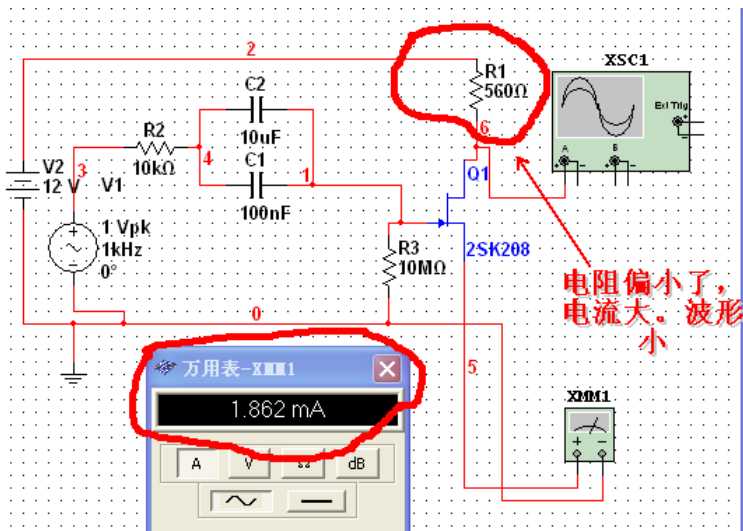 2
XSC1
R1
560Ω
Ext Trig
+
-
A
B
+ -
+ -
6
C2
10uF
R2
10kΩ
4
C1
100nF
1
V2
12 V
3
V1
1 Vpk
1kHz
0°
Q1
2SK208
R3
10MΩ
电阻偏小了，
电流大。波形
小
0
5
万用表-XMM1
1.862 mA
A
V
Ω
dB
XMM1
+ -